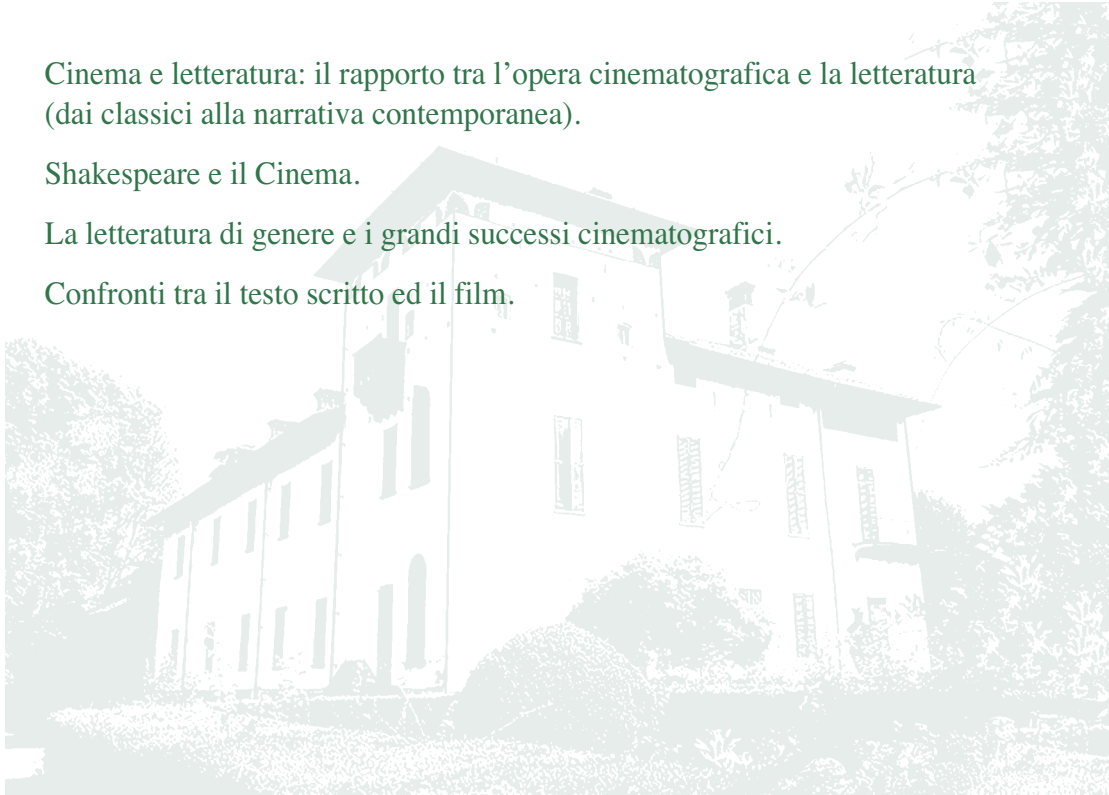 Cinema e letteratura: il rapporto tra l’opera cinematografica e la letteratura
(dai classici alla narrativa contemporanea).
Shakespeare e il Cinema.
La letteratura di genere e i grandi successi cinematografici.
Confronti tra il testo scritto ed il film.